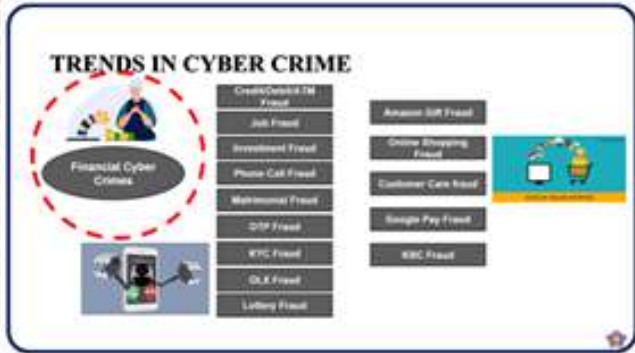 TRENDS IN CYBER CRIME
Financial Cyber
Crimes
Credit/Debit/ATM
Fraud
Job Fraud
Investment Fraud
Phone Call Fraud
Matrimonial Fraud
OTP Fraud
KYC Fraud
OLX Fraud
Lottery Fraud
Amazon Gift Fraud
Online Shopping
Fraud
Customer Care fraud
Google Pay Fraud
KBC Fraud